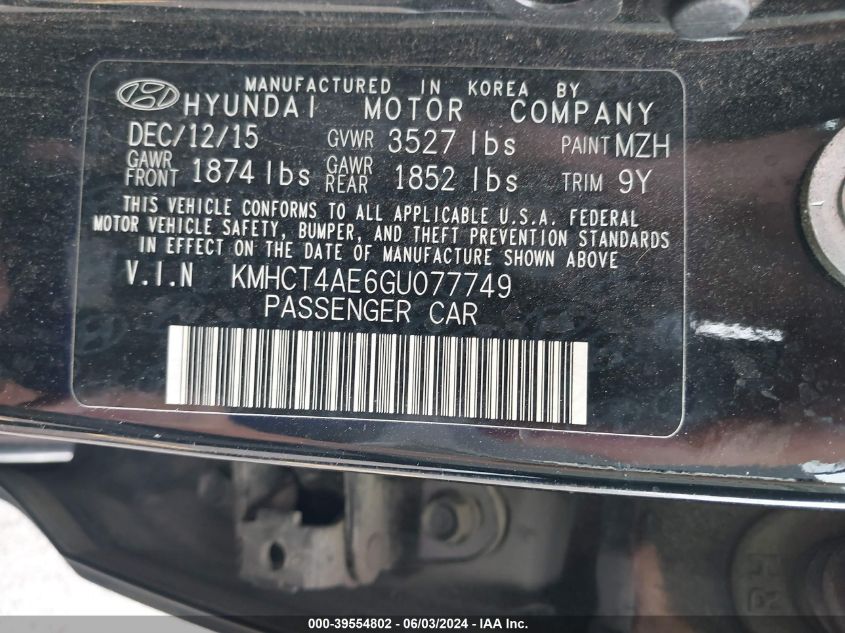 MANUFACTURED IN KOREA BY
HYUNDAI MOTOR COMPANY
DEC/12/15 GVWR 3527 lbs PAINT MZH
GAWR FRONT 1874 lbs GAWR REAR 1852 lbs TRIM 9Y
THIS VEHICLE CONFORMS TO ALL APPLICABLE U.S.A. FEDERAL
MOTOR VEHICLE SAFETY, BUMPER, AND THEFT PREVENTION STANDARDS
IN EFFECT ON THE DATE OF MANUFACTURE SHOWN ABOVE
V.I.N KMHCT4AE6GU077749
PASSENGER CAR
RH
000-39554802 - 06/03/2024 - IAA Inc.